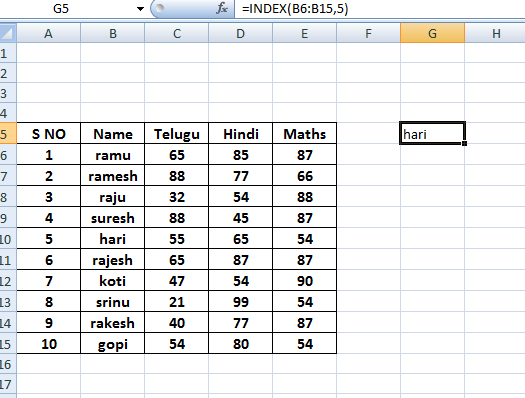 G5 fx =INDEX(B6:B15,5)
A B C D E F G H
1
2
3
4
5 S NO Name Telugu Hindi Maths hari
6 1 ramu 65 85 87
7 2 ramesh 88 77 66
8 3 raju 32 54 88
9 4 suresh 88 45 87
10 5 hari 55 65 54
11 6 rajesh 65 87 87
12 7 koti 47 54 90
13 8 srinu 21 99 54
14 9 rakesh 40 77 87
15 10 gopi 54 80 54
16
17